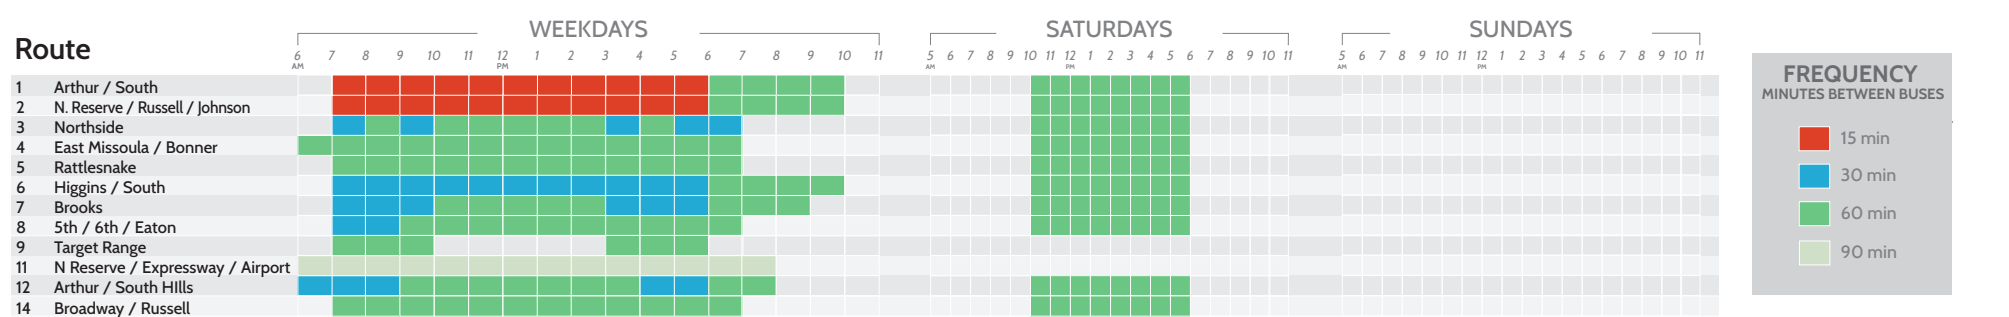 WEEKDAYS SATURDAYS SUNDAYS
Route 6 7 8 9 10 11 12 1 2 3 4 5 6 7 8 9 10 11 5 6 7 8 9 10 11 12 1 2 3 4 5 6 7 8 9 10 11 5 6 7 8 9 10 11 12 1 2 3 4 5 6 7 8 9 10 11
AM PM AM PM AM PM
1 Arthur / South
2 N. Reserve / Russell / Johnson
3 Northside
4 East Missoula / Bonner
5 Rattlesnake
6 Higgins / South
7 Brooks
8 5th / 6th / Eaton
9 Target Range
11 N Reserve / Expressway / Airport
12 Arthur / South HIlls
14 Broadway / Russell
FREQUENCY
MINUTES BETWEEN BUSES
15 min
30 min
60 min
90 min